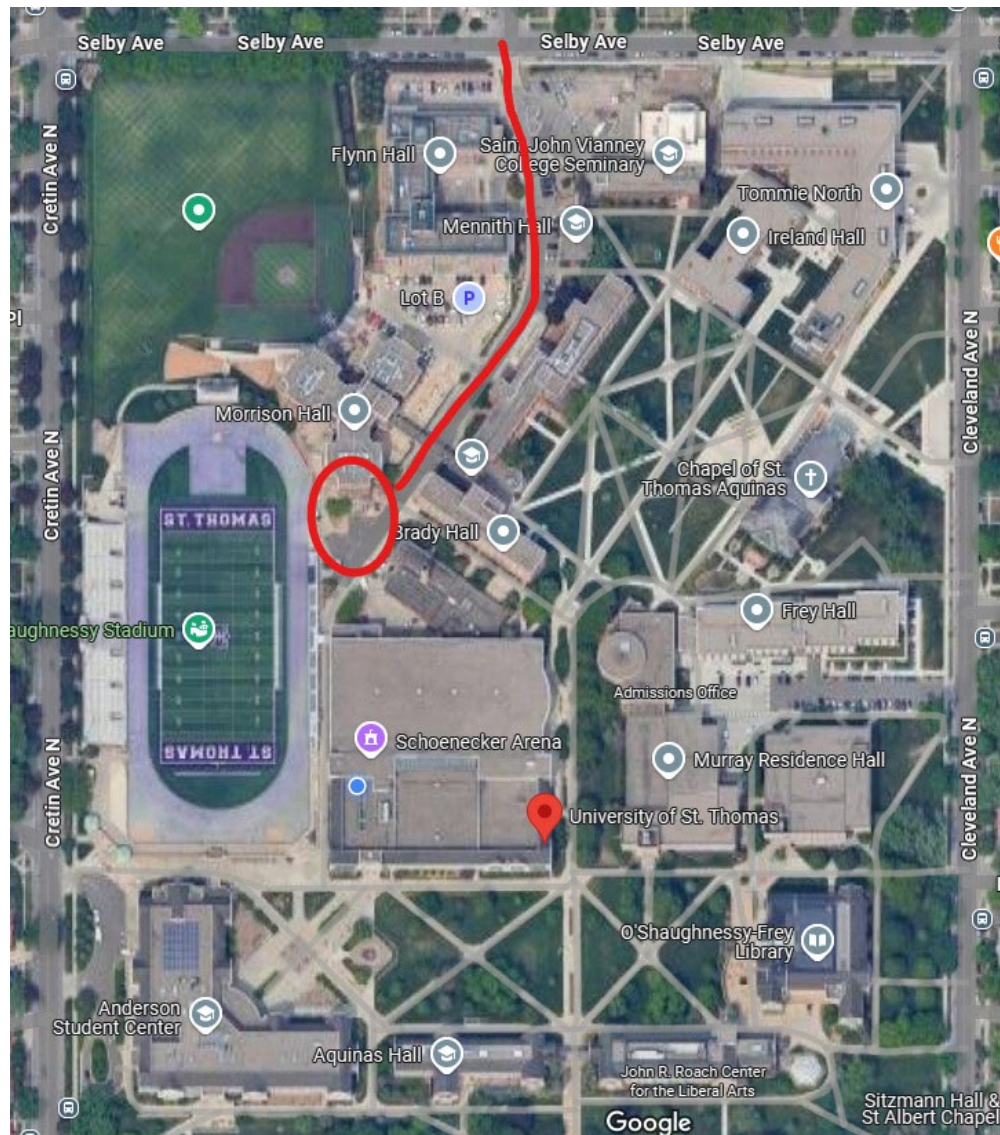 Selby Ave
Selby Ave
Selby Ave
Selby Ave
Cretin Ave N
Flynn Hall
Saint John Vianney
College Seminary
Tommie North
Mennith Hall
Ireland Hall
Lot B
P
Pl
Cleveland Ave N
Morrison Hall
Cretin Ave N
Chapel of St.
Thomas Aquinas
ST. THOMAS
Brady Hall
Frey Hall
aughnessy Stadium
Admissions Office
ST THOMAS
Schoenecker Arena
Murray Residence Hall
Cretin Ave N
Cleveland Ave N
University of St. Thomas
O'Shaughnessy-Frey
Library
Anderson
Student Center
Aquinas Hall
John R. Roach Center
for the Liberal Arts
Sitzmann Hall &
St Albert Chapel
Google